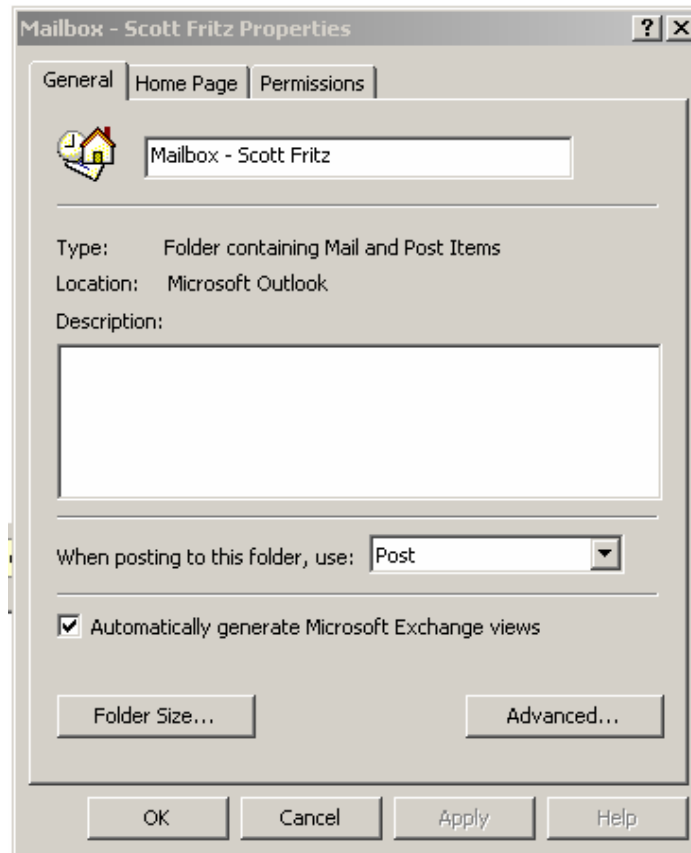 Mailbox - Scott Fritz Properties
General Home Page Permissions
Mailbox - Scott Fritz
Type: Folder containing Mail and Post Items
Location: Microsoft Outlook
Description:
When posting to this folder, use: Post
Automatically generate Microsoft Exchange views
Folder Size... Advanced...
OK Cancel Apply Help